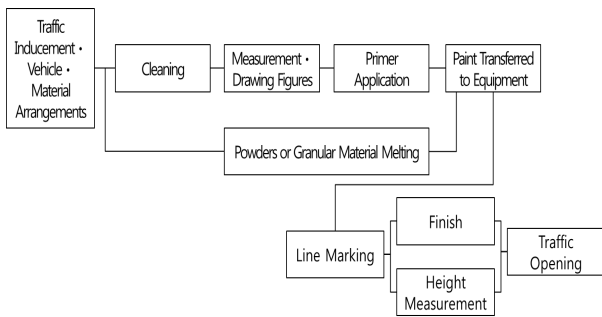 Traffic
Inducement・
Vehicle・
Material
Arrangements
Cleaning
Measurement・
Drawing Figures
Primer
Application
Paint Transferred
to Equipment
Powders or Granular Material Melting
Line Marking
Finish
Height
Measurement
Traffic
Opening